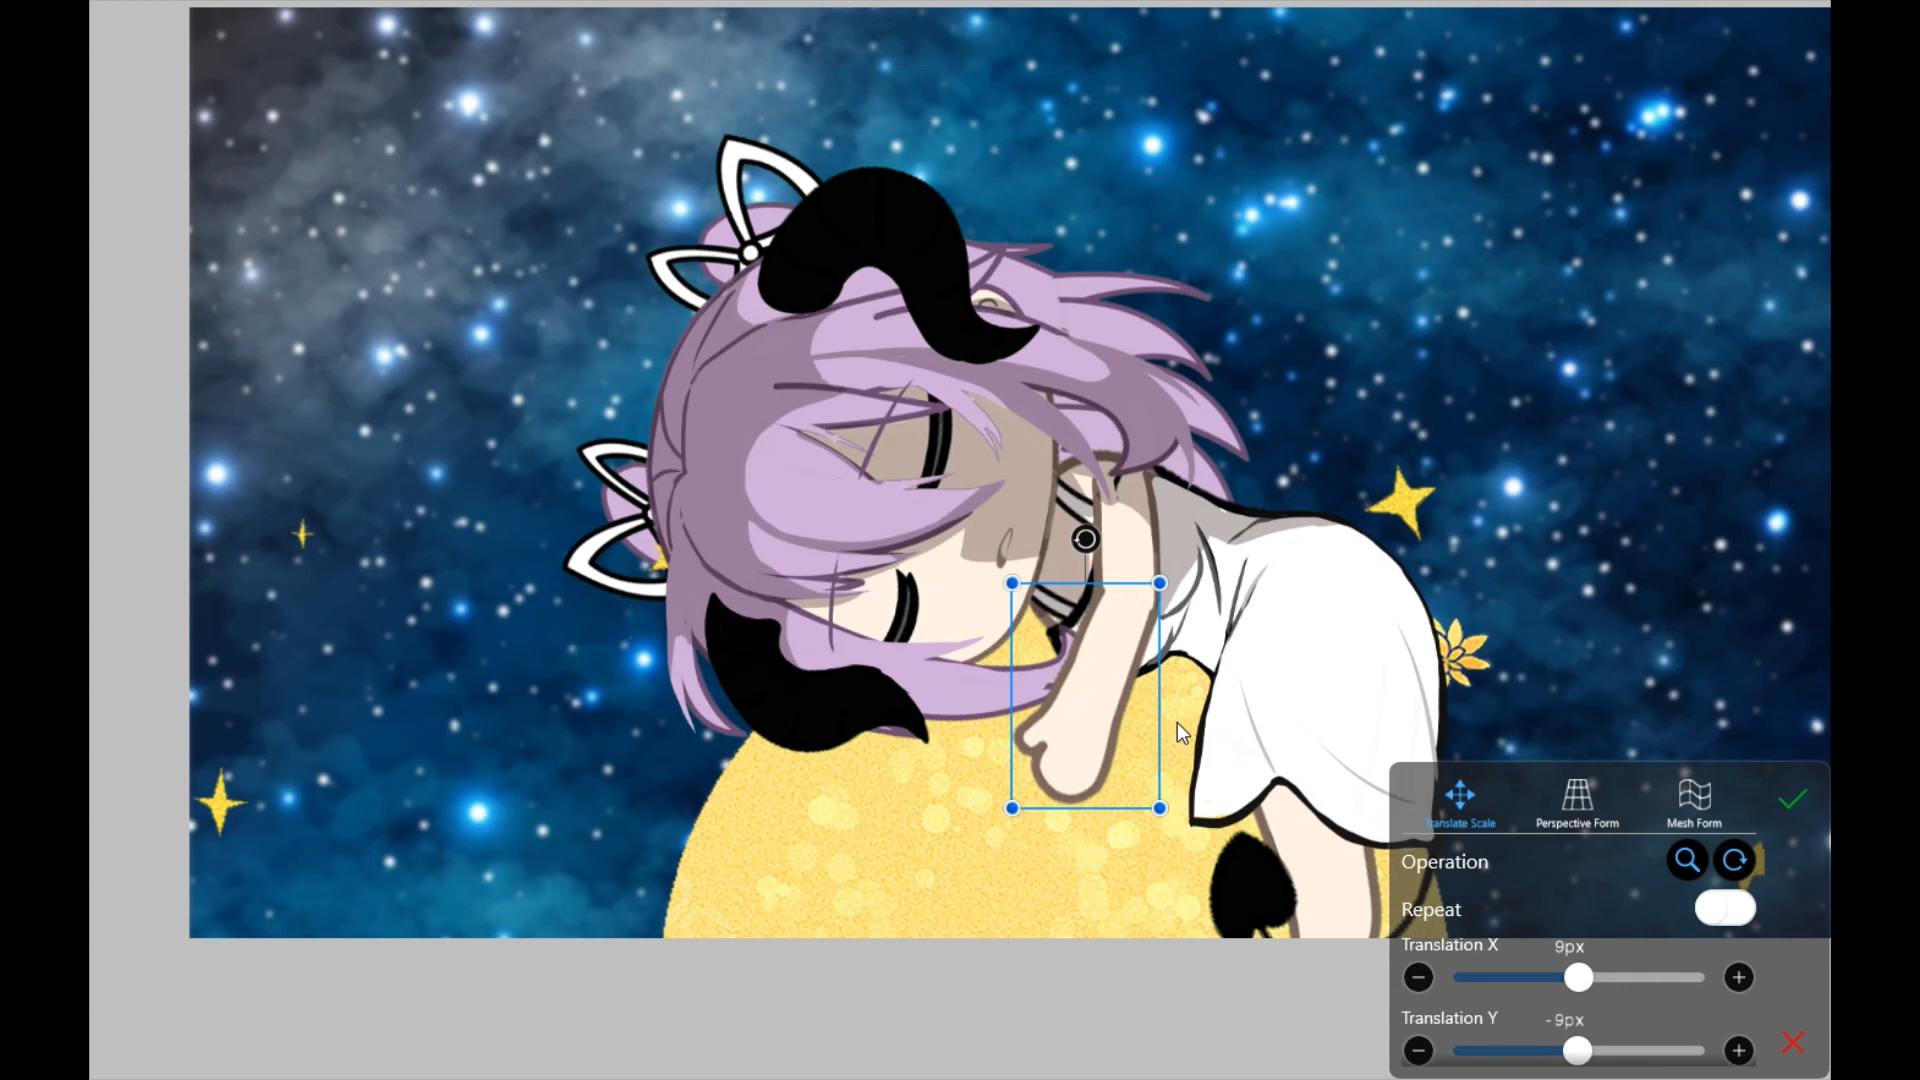 Translate Scale
Perspective Form
Mesh Form
Operation
Repeat
Translation X
9px
Translation Y
-9px